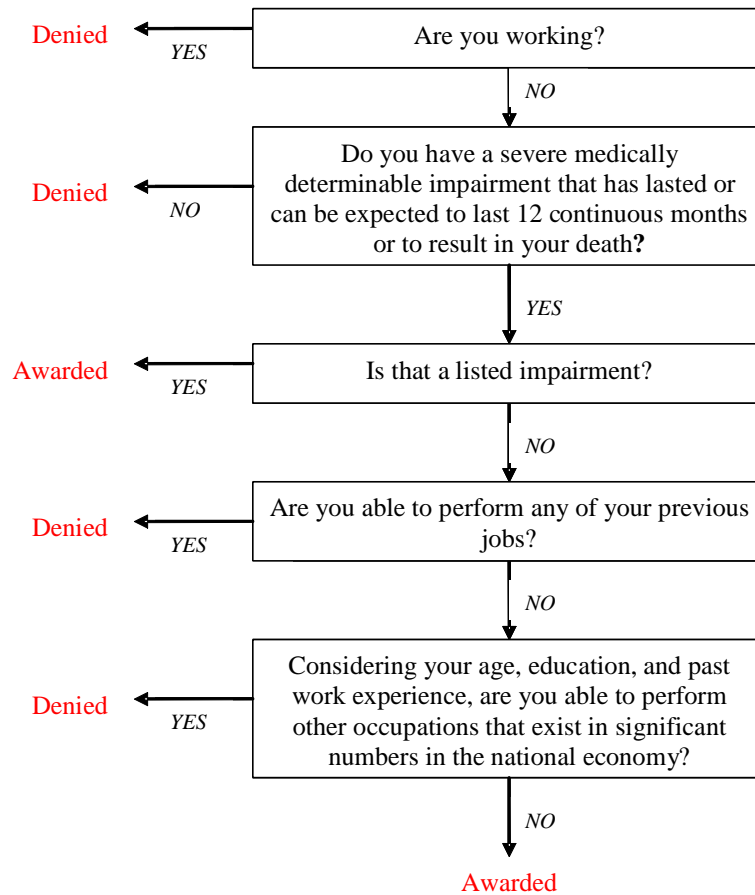 Are you working?
Denied
YES
NO
Do you have a severe medically
determinable impairment that has lasted or
can be expected to last 12 continuous months
or to result in your death?
Denied
NO
YES
Is that a listed impairment?
Awarded
YES
NO
Are you able to perform any of your previous
jobs?
Denied
YES
NO
Considering your age, education, and past
work experience, are you able to perform
other occupations that exist in significant
numbers in the national economy?
Denied
YES
NO
Awarded